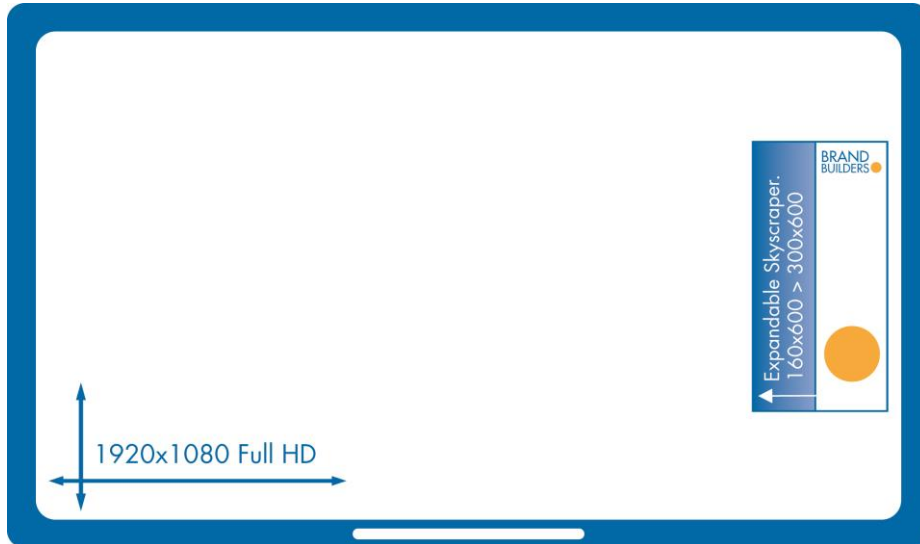 BRAND
BUILDERS
Expandable Skyscraper.
160x600 > 300x600
1920x1080 Full HD